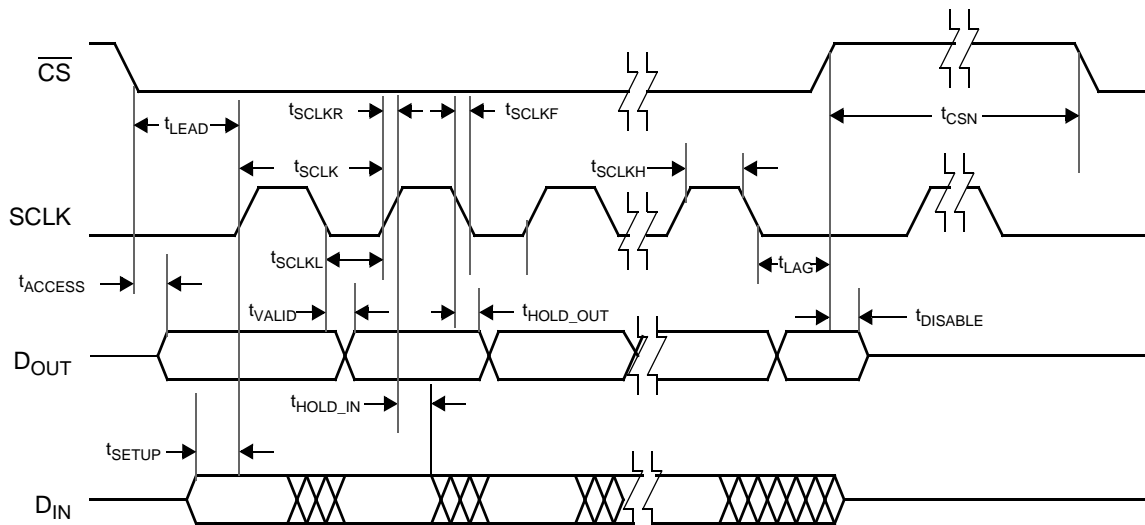 CS
tSCLKR
tSCLKF
tLEAD
tCSN
tSCLK
tSCLKH
SCLK
tSCLKL
tLAG
tACCESS
tVALID
tHOLD_OUT
tDISABLE
DOUT
tHOLD_IN
tSETUP
DIN